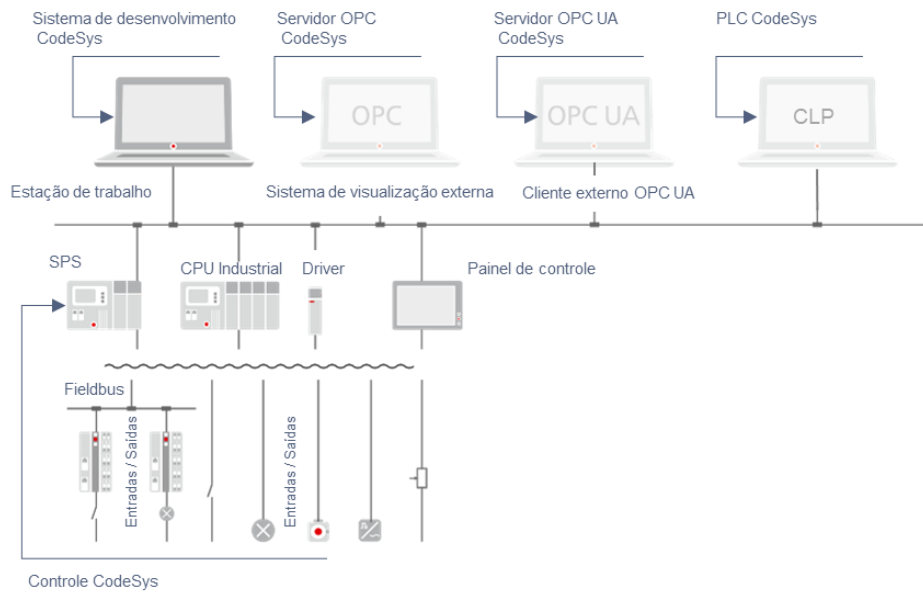 Sistema de desenvolvimento
CodeSys
Servidor OPC
CodeSys
Servidor OPC UA
CodeSys
PLC CodeSys
OPC
OPC UA
CLP
Estação de trabalho
Sistema de visualização externa
Cliente externo OPC UA
SPS
CPU Industrial
Driver
Painel de controle
Fieldbus
Entradas / Saídas
Entradas / Saídas
Controle CodeSys